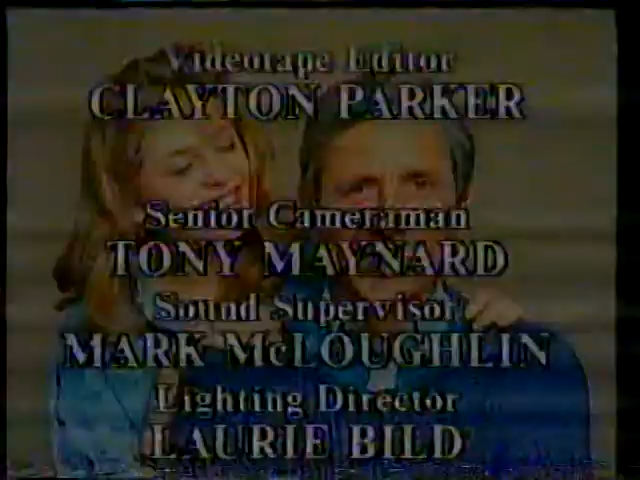 Videotape Editor
CLAYTON PARKER
Senior Cameraman
TONY MAYNARD
Sound Supervisor
MARK McLOUGHLIN
Lighting Director
LAURIE BILD